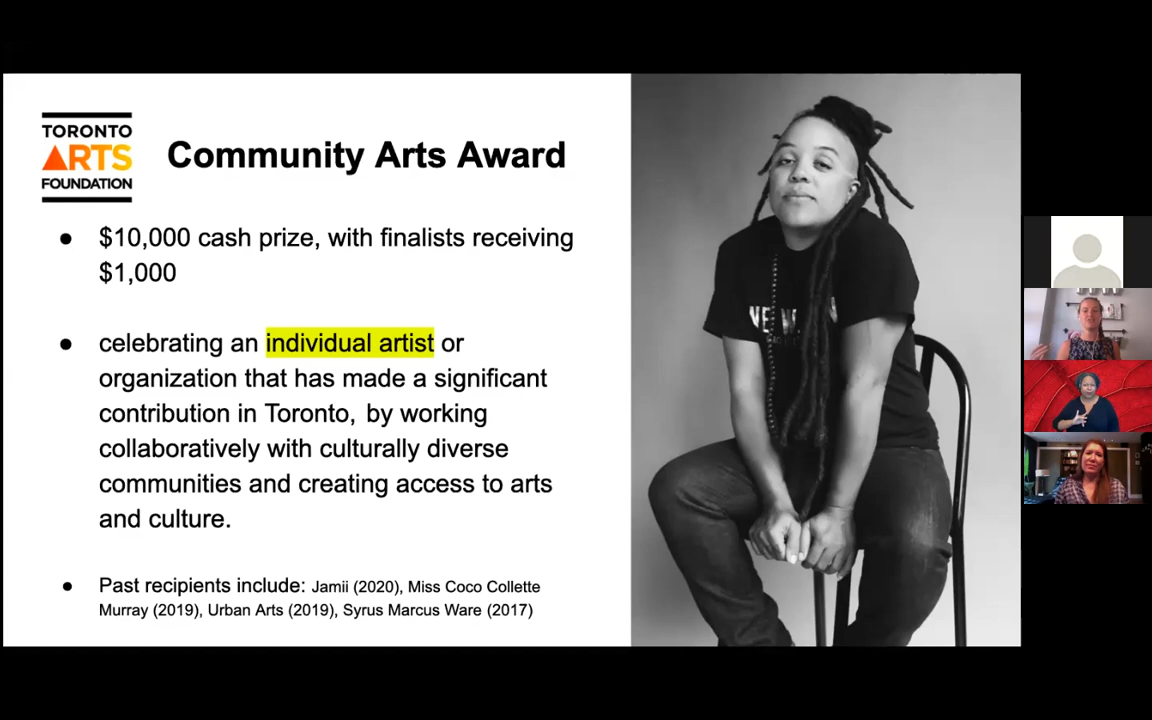 TORONTO
ARTS
FOUNDATION
Community Arts Award
● $10,000 cash prize, with finalists receiving
$1,000
● celebrating an individual artist or
organization that has made a significant
contribution in Toronto, by working
collaboratively with culturally diverse
communities and creating access to arts
and culture.
● Past recipients include: Jamii (2020), Miss Coco Collette
Murray (2019), Urban Arts (2019), Syrus Marcus Ware (2017)